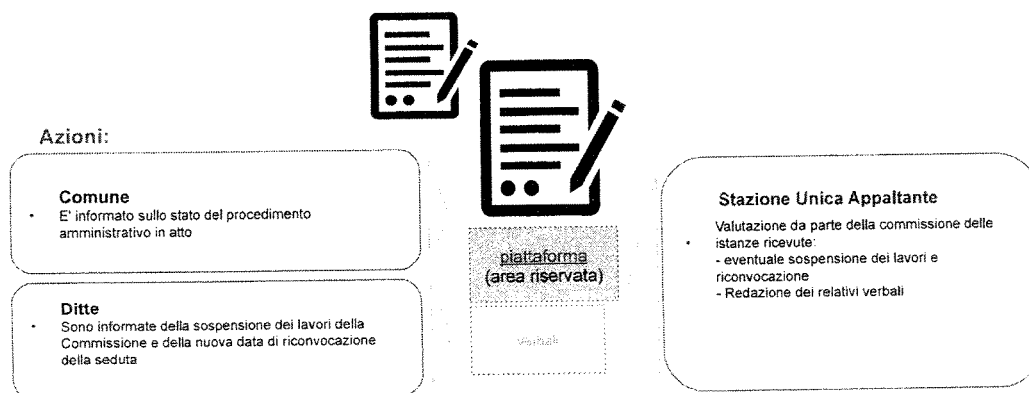 Azioni:
Comune
• E' informato sullo stato del procedimento
amministrativo in atto
Ditte
• Sono informate della sospensione dei lavori della
Commissione e della nuova data di riconvocazione
della seduta
piattaforma
(area riservata)
verbali
Stazione Unica Appaltante
Valutazione da parte della commissione delle
• istanze ricevute:
- eventuale sospensione dei lavori e
riconvocazione
- Redazione dei relativi verbali